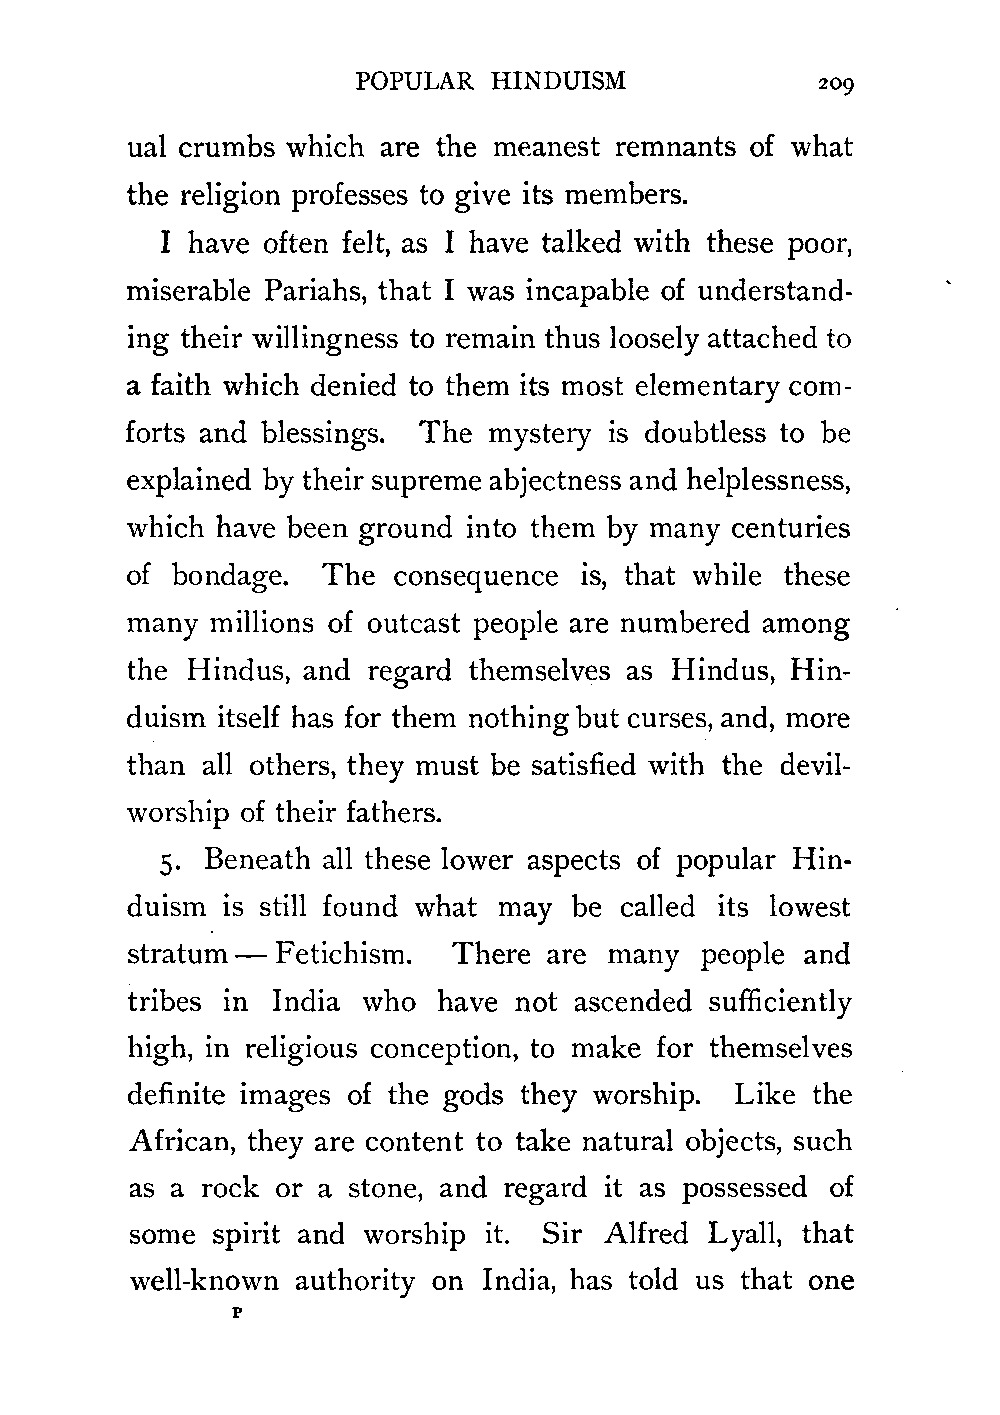 POPULAR HINDUISM 209
ual crumbs which are the meanest remnants of what
the religion professes to give its members.
I have often felt, as I have talked with these poor,
miserable Pariahs, that I was incapable of understand-
ing their willingness to remain thus loosely attached to
a faith which denied to them its most elementary com-
forts and blessings. The mystery is doubtless to be
explained by their supreme abjectness and helplessness,
which have been ground into them by many centuries
of bondage. The consequence is, that while these
many millions of outcast people are numbered among
the Hindus, and regard themselves as Hindus, Hin-
duism itself has for them nothing but curses, and, more
than all others, they must be satisfied with the devil-
worship of their fathers.
5. Beneath all these lower aspects of popular Hin-
duism is still found what may be called its lowest
stratum — Fetichism. There are many people and
tribes in India who have not ascended sufficiently
high, in religious conception, to make for themselves
definite images of the gods they worship. Like the
African, they are content to take natural objects, such
as a rock or a stone, and regard it as possessed of
some spirit and worship it. Sir Alfred Lyall, that
well-known authority on India, has told us that one
P